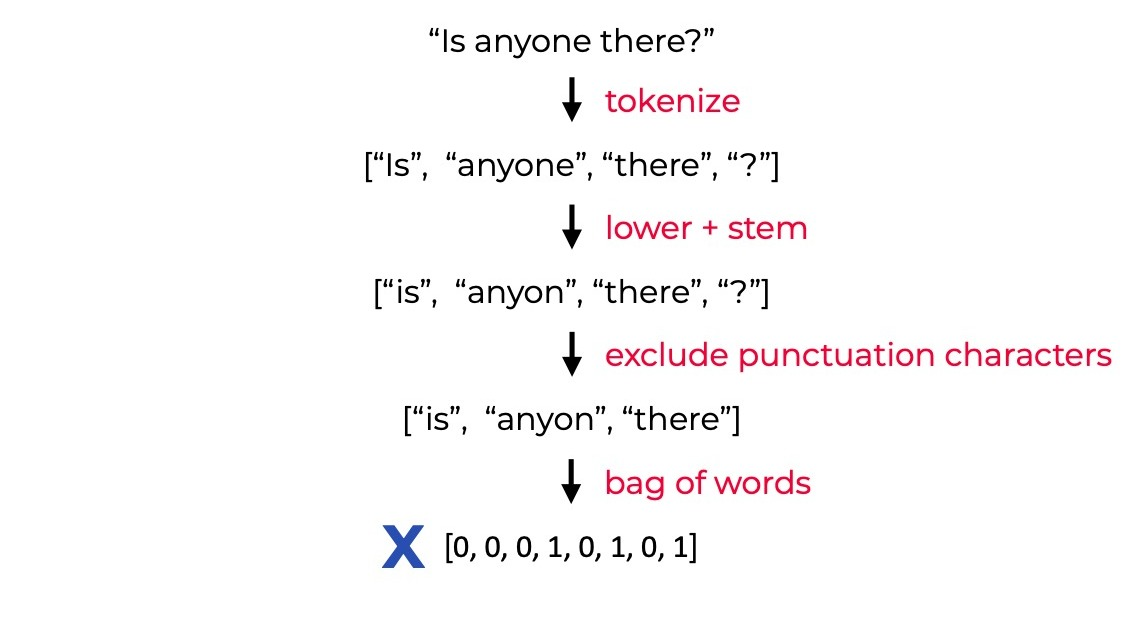 “Is anyone there?”
tokenize
[“Is”, “anyone”, “there”, “?”]
lower + stem
[“is”, “anyon”, “there”, “?”]
exclude punctuation characters
[“is”, “anyon”, “there”]
bag of words
X [0, 0, 0, 1, 0, 1, 0, 1]